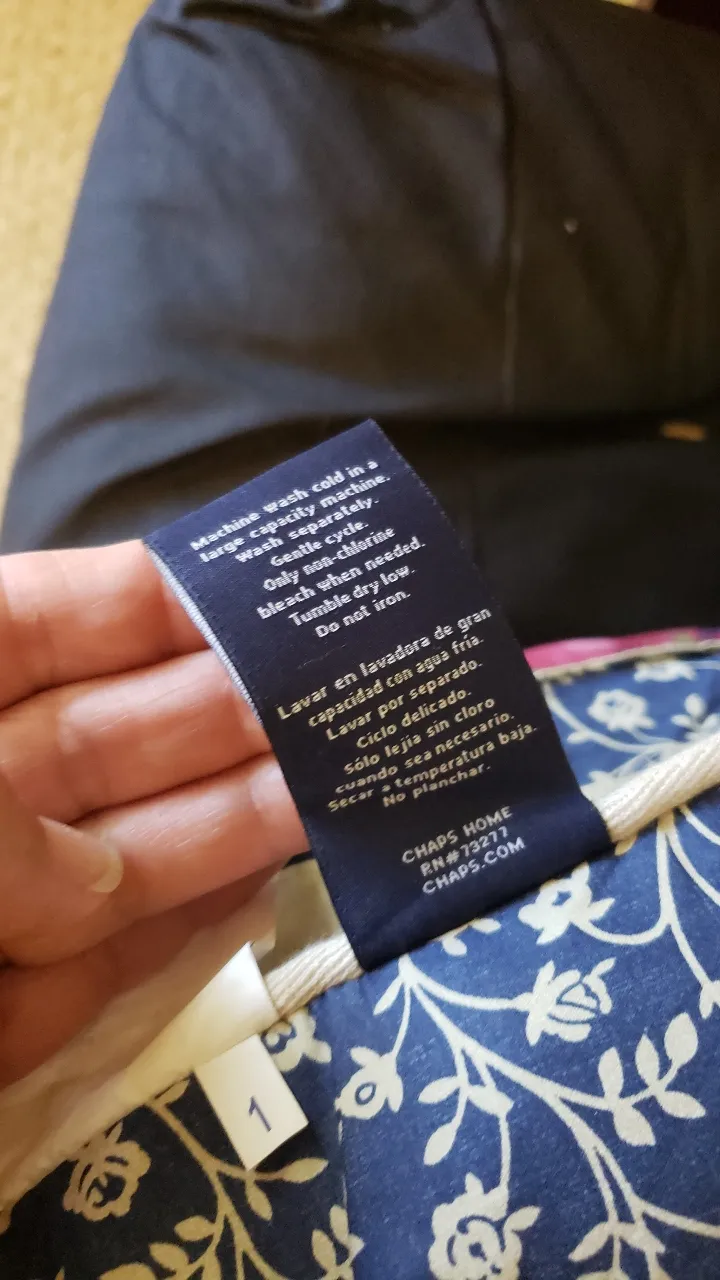 Machine wash cold in a
large capacity machine.
Wash separately.
Gentle cycle.
Only non-chlorine
bleach when needed.
Tumble dry low.
Do not iron.
Lavar en lavadora de gran
capacidad con agua fría.
Lavar por separado.
Ciclo delicado.
Sólo lejia sin cloro
cuando sea necesario.
Secar a temperatura baja.
No planchar.
CHAPS HOME
RN#73277
CHAPS.COM
1